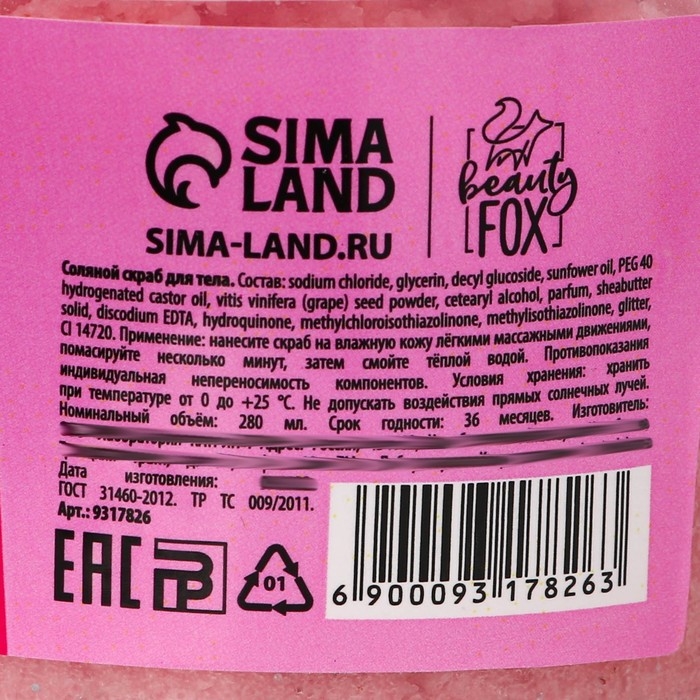 SIMA
LAND
SIMA-LAND.RU
beauty
FOX
Соляной скраб для тела. Состав: sodium chloride, glycerin, decyl glucoside, sunfower oil, PEG 40
hydrogenated castor oil, vitis vinifera (grape) seed powder, cetearyl alcohol, parfum, sheabutter
solid, discodium EDTA, hydroquinone, methylchloroisothiazolinone, methylisothiazolinone, glitter,
CI 14720. Применение: нанесите скраб на влажную кожу лёгкими массажными движениями,
помасируйте несколько минут, затем смойте тёплой водой. Противопоказания
индивидуальная непереносимость компонентов. Условия хранения: хранить
при температуре от 0 до +25 °C. Не допускать воздействия прямых солнечных лучей.
Номинальный объём: 280 мл. Срок годности: 36 месяцев. Изготовитель:
Дата изготовления:
ГОСТ 31460-2012. ТР ТС 009/2011.
Арт.: 9317826
EAC
01
6 900093 178263